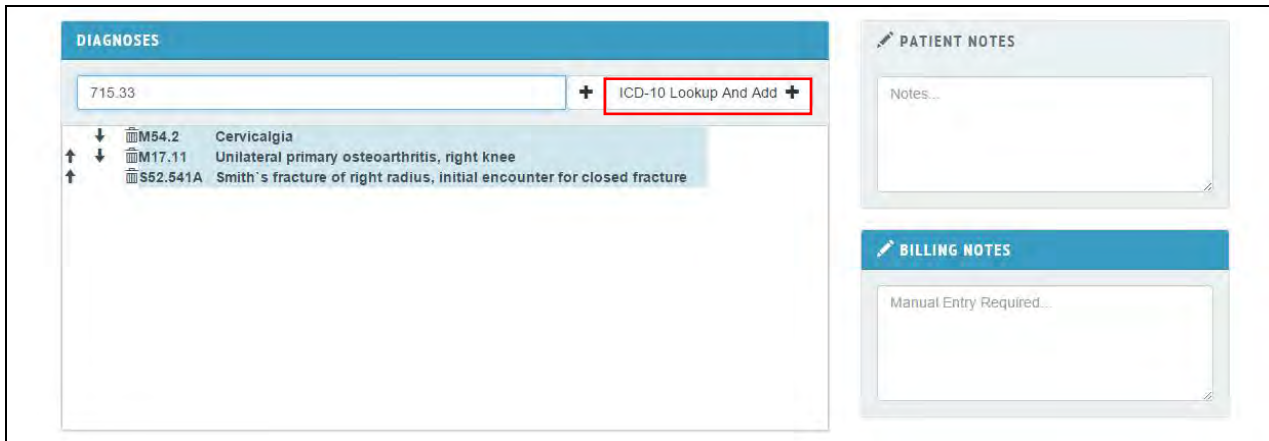 DIAGNOSES
715.33
ICD-10 Lookup And Add
M54.2 Cervicalgia
M17.11 Unilateral primary osteoarthritis, right knee
S52.541A Smith`s fracture of right radius, initial encounter for closed fracture
PATIENT NOTES
Notes...
BILLING NOTES
Manual Entry Required...